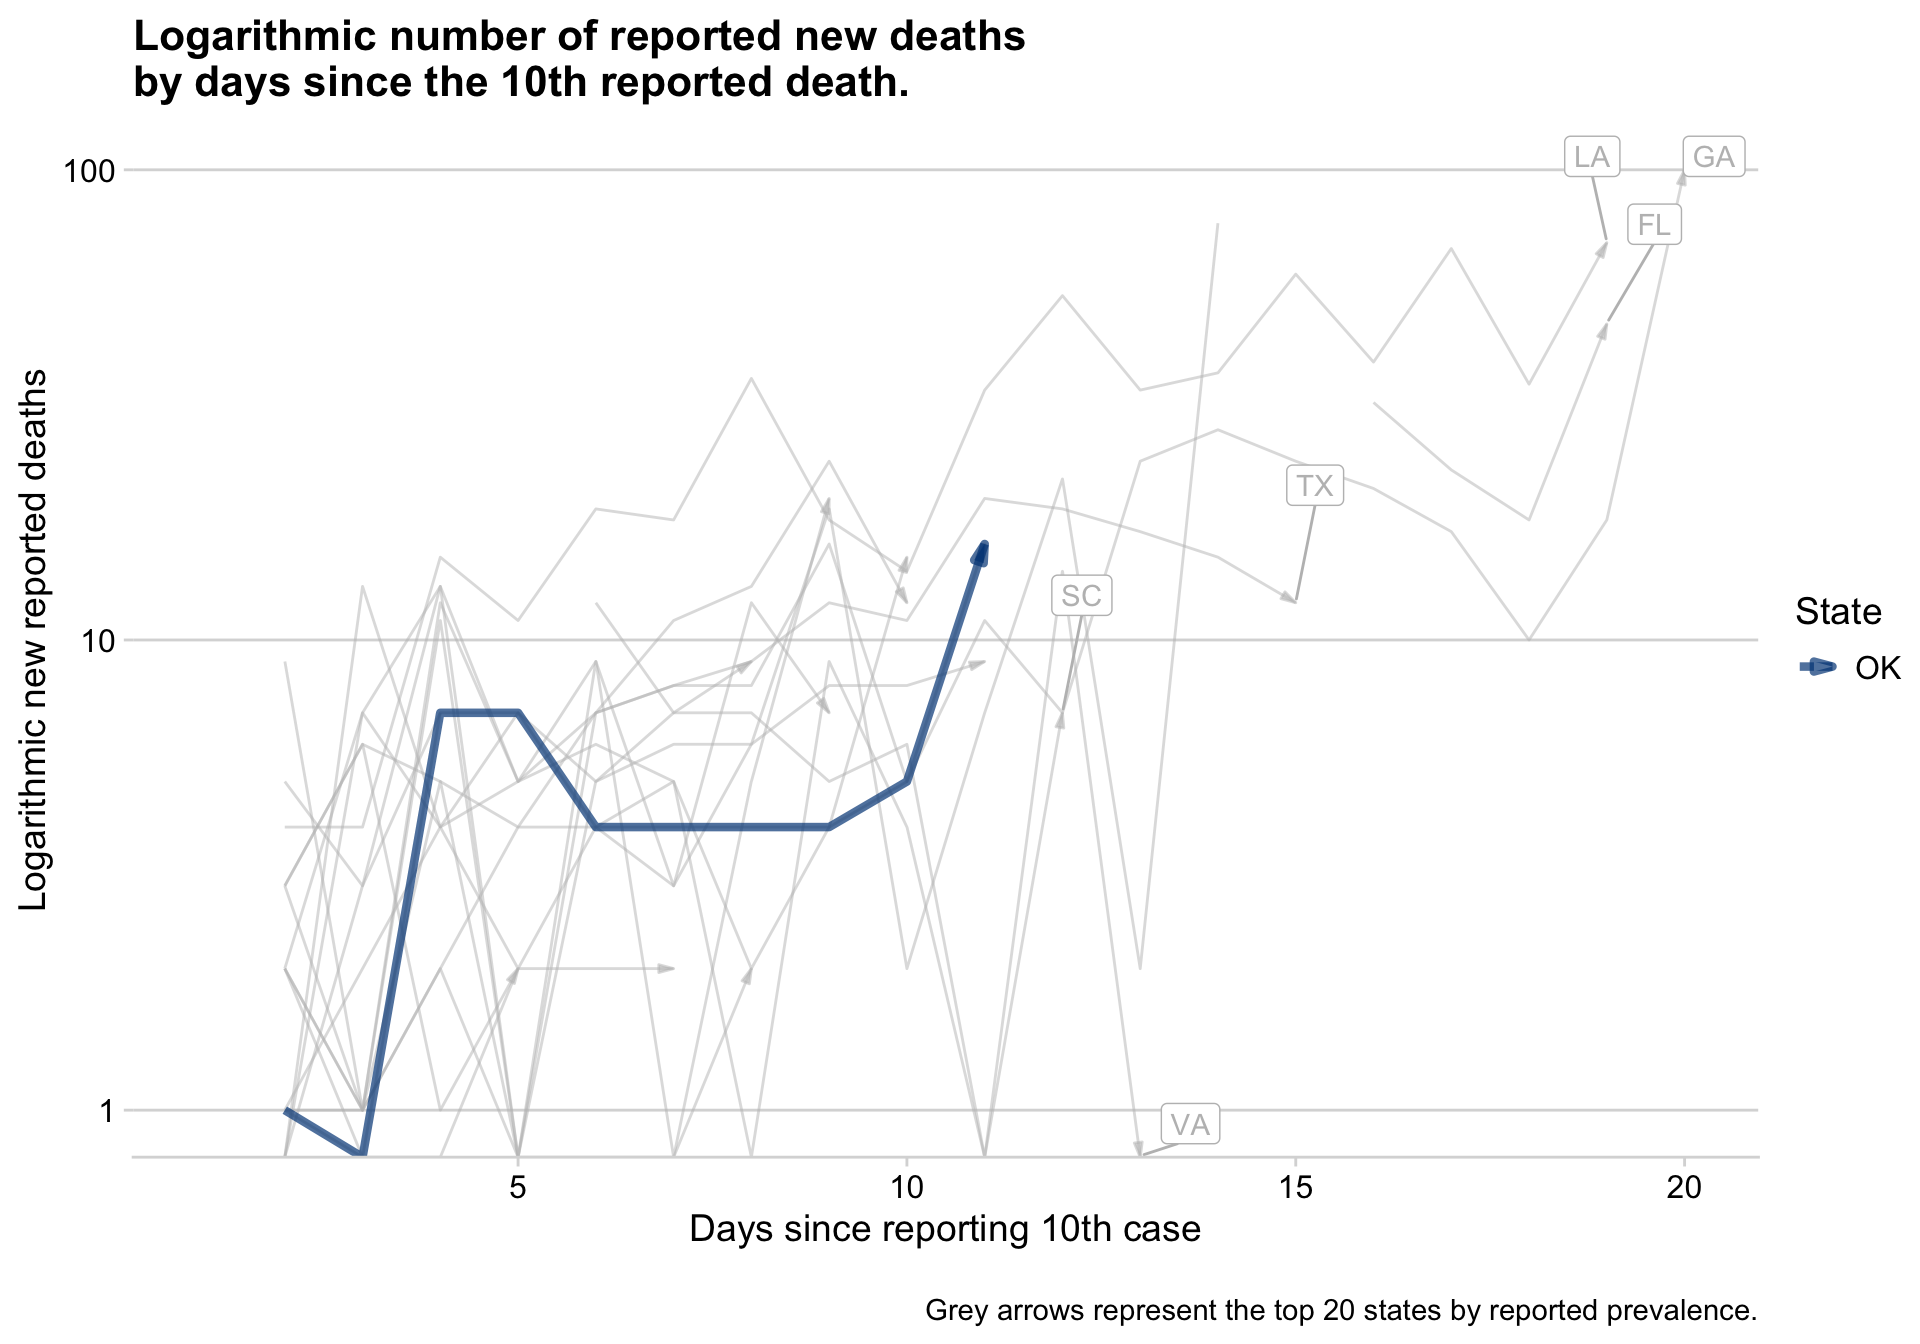 Logarithmic number of reported new deaths
by days since the 10th reported death.
Logarithmic new reported deaths
100
10
1
LA
GA
FL
TX
SC
VA
State
OK
5
10
15
20
Days since reporting 10th case
Grey arrows represent the top 20 states by reported prevalence.